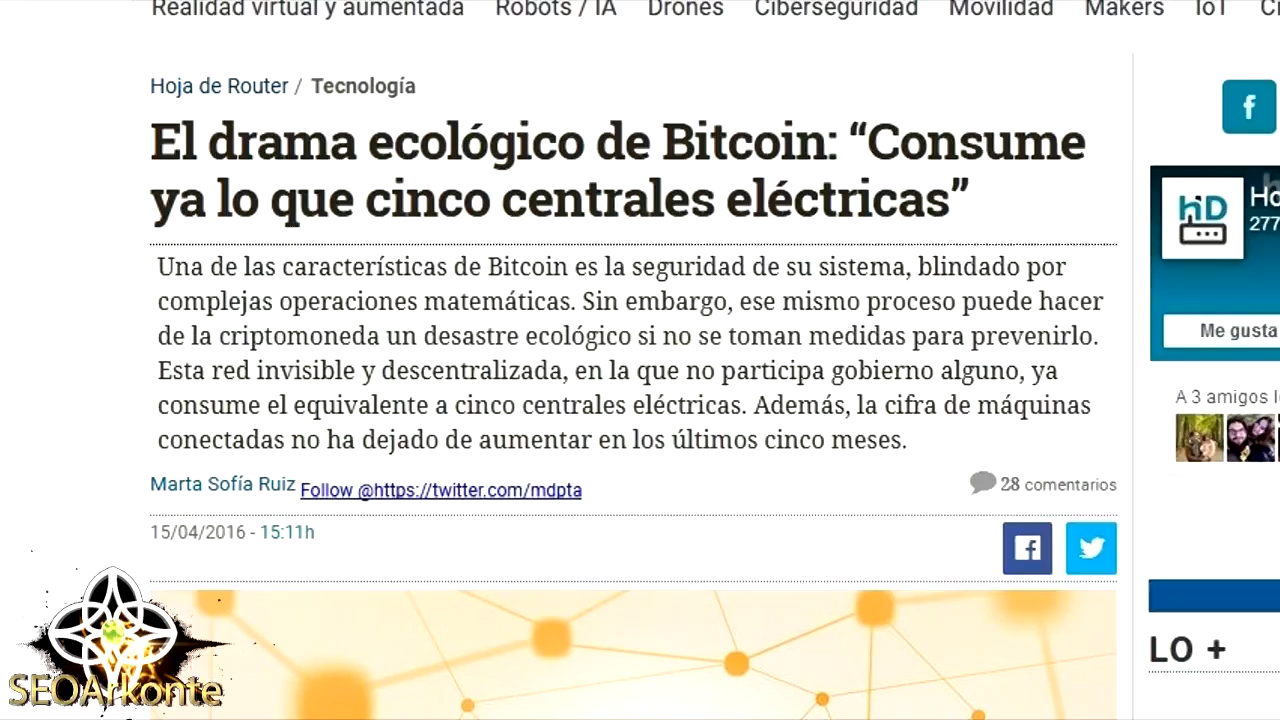 Realidad virtual y aumentada Robots / IA Drones Ciberseguridad Movilidad Makers IoT
Hoja de Router / Tecnología
El drama ecológico de Bitcoin: “Consume
ya lo que cinco centrales eléctricas”
Una de las características de Bitcoin es la seguridad de su sistema, blindado por
complejas operaciones matemáticas. Sin embargo, ese mismo proceso puede hacer
de la criptomoneda un desastre ecológico si no se toman medidas para prevenirlo.
Esta red invisible y descentralizada, en la que no participa gobierno alguno, ya
consume el equivalente a cinco centrales eléctricas. Además, la cifra de máquinas
conectadas no ha dejado de aumentar en los últimos cinco meses.
Marta Sofía Ruiz Follow @https://twitter.com/mdpta
28 comentarios
15/04/2016 - 15:11h
f
hD
Ho
277
Me gusta
A 3 amigos l
LO +
SEOArkonte